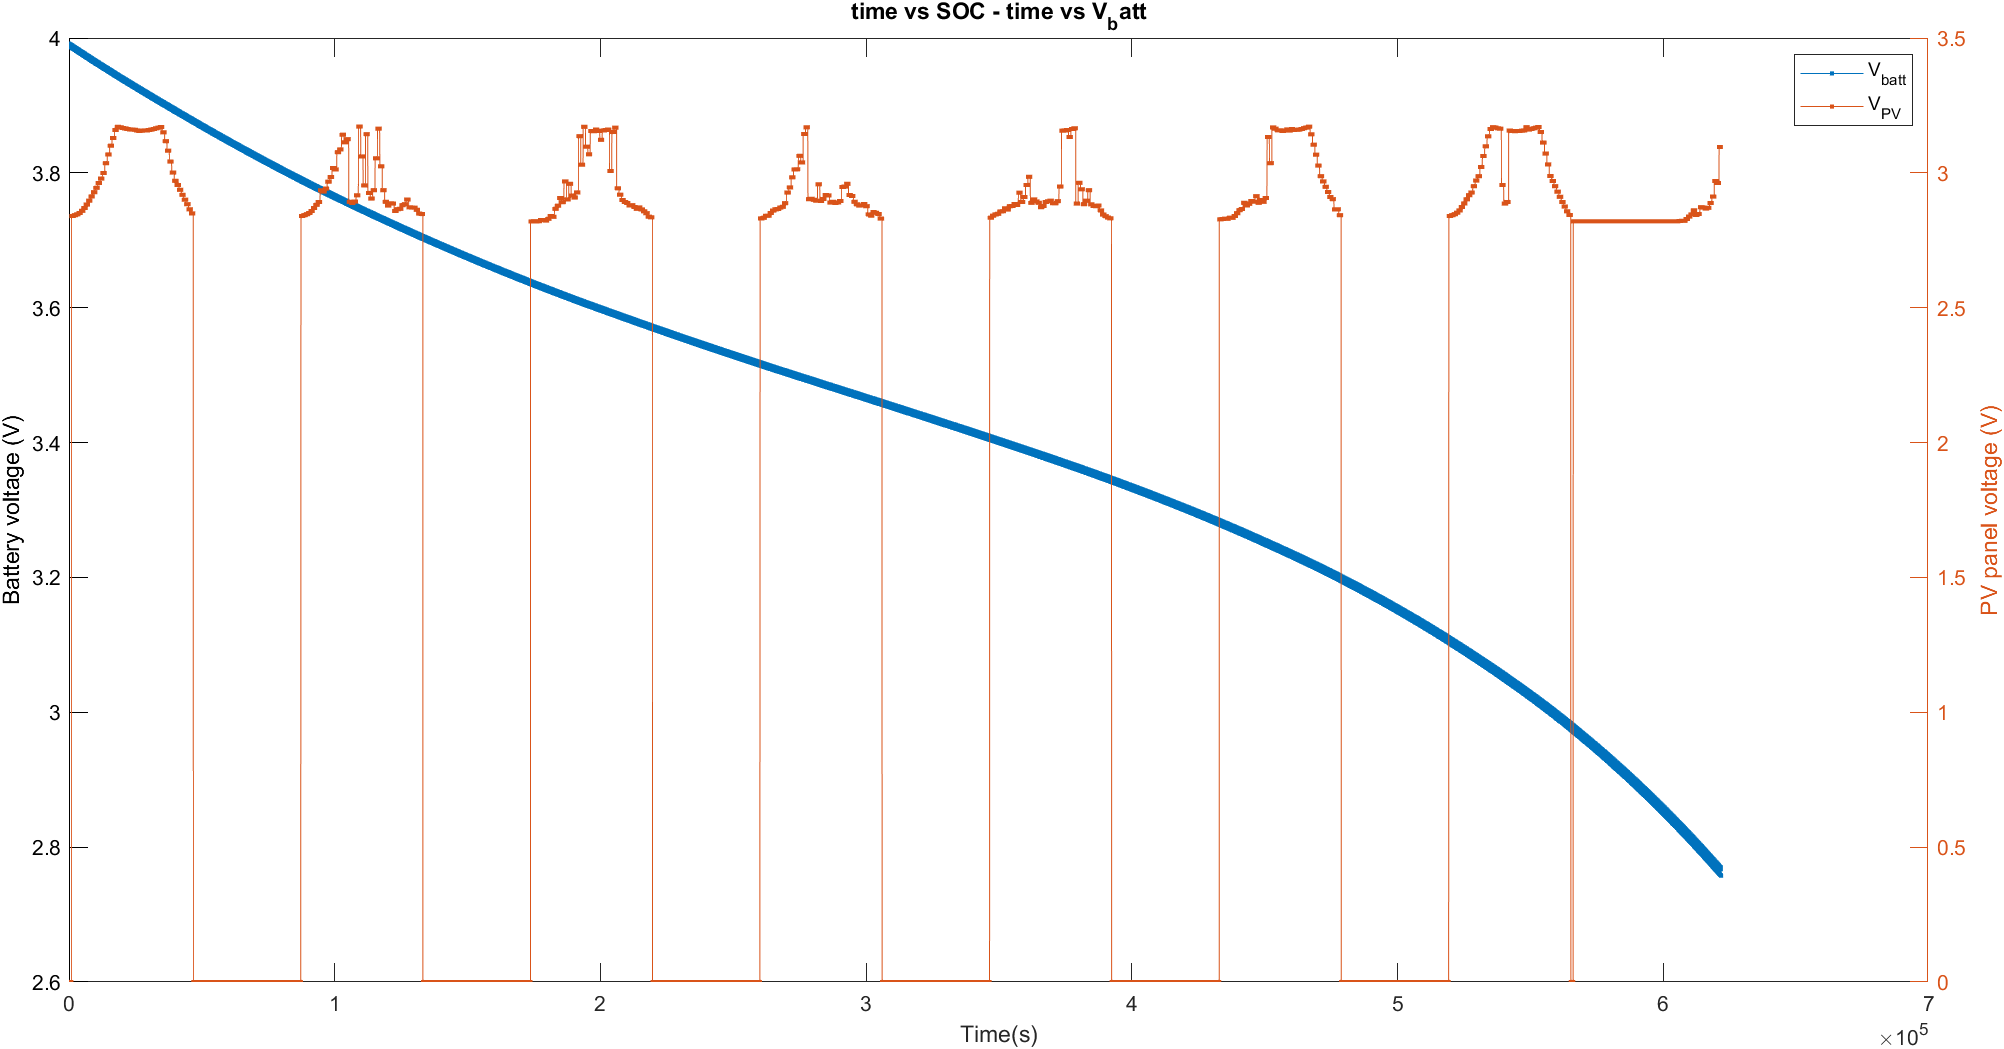 time vs SOC - time vs V_batt
4
3.8
3.6
3.4
3.2
3
2.8
2.6
Battery voltage (V)
3.5
3
2.5
2
1.5
1
0.5
0
PV panel voltage (V)
V_batt
V_PV
0 1 2 3 4 5 6 7
×10^5
Time(s)